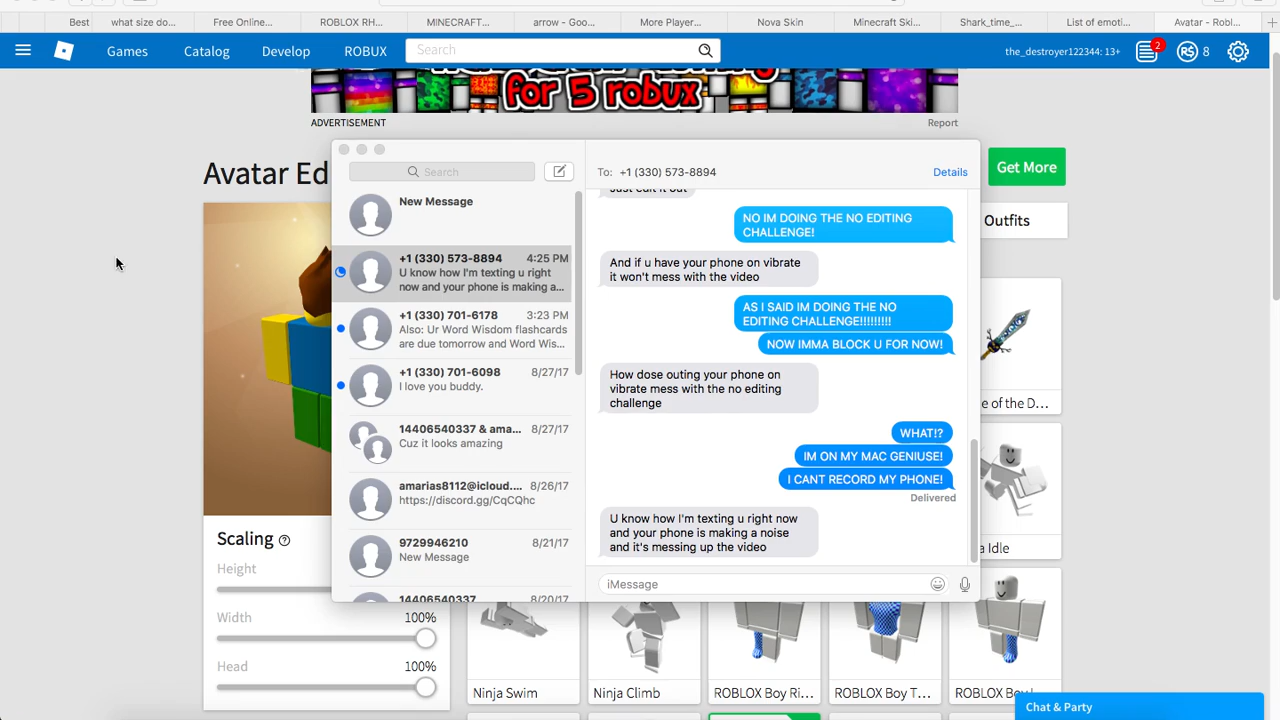 Best
what size do...
Free Online...
ROBLOX RH...
MINECRAFT...
arrow - Goo...
More Player...
Nova Skin
Minecraft Ski...
Shark_time_...
List of emoti...
Avatar - Robl...
Games
Catalog
Develop
ROBUX
Search
the_destroyer122344: 13+
2
R$ 8
for 5 robux
ADVERTISEMENT
Report
Avatar Ed
Get More
Outfits
Search
To: +1 (330) 573-8894
Details
New Message
+1 (330) 573-8894 4:25 PM
U know how I'm texting u right
now and your phone is making a...
+1 (330) 701-6178 3:23 PM
Also: Ur Word Wisdom flashcards
are due tomorrow and Word Wis...
+1 (330) 701-6098 8/27/17
I love you buddy.
14406540337 & ama... 8/27/17
Cuz it looks amazing
amarias8112@icloud.... 8/26/17
https://discord.gg/CqCQhc
9729946210 8/21/17
New Message
14406540337 8/20/17
Just edit it out
NO IM DOING THE NO EDITING
CHALLENGE!
And if u have your phone on vibrate
it won't mess with the video
AS I SAID IM DOING THE NO
EDITING CHALLENGE!!!!!!!!!
NOW IMMA BLOCK U FOR NOW!
How dose outing your phone on
vibrate mess with the no editing
challenge
WHAT!?
IM ON MY MAC GENIUSE!
I CANT RECORD MY PHONE!
Delivered
U know how I'm texting u right now
and your phone is making a noise
and it's messing up the video
iMessage
Scaling
Height
Width 100%
Head 100%
e of the D...
a Idle
Ninja Swim
Ninja Climb
ROBLOX Boy Ri...
ROBLOX Boy T...
ROBLOX Boy L
Chat & Party